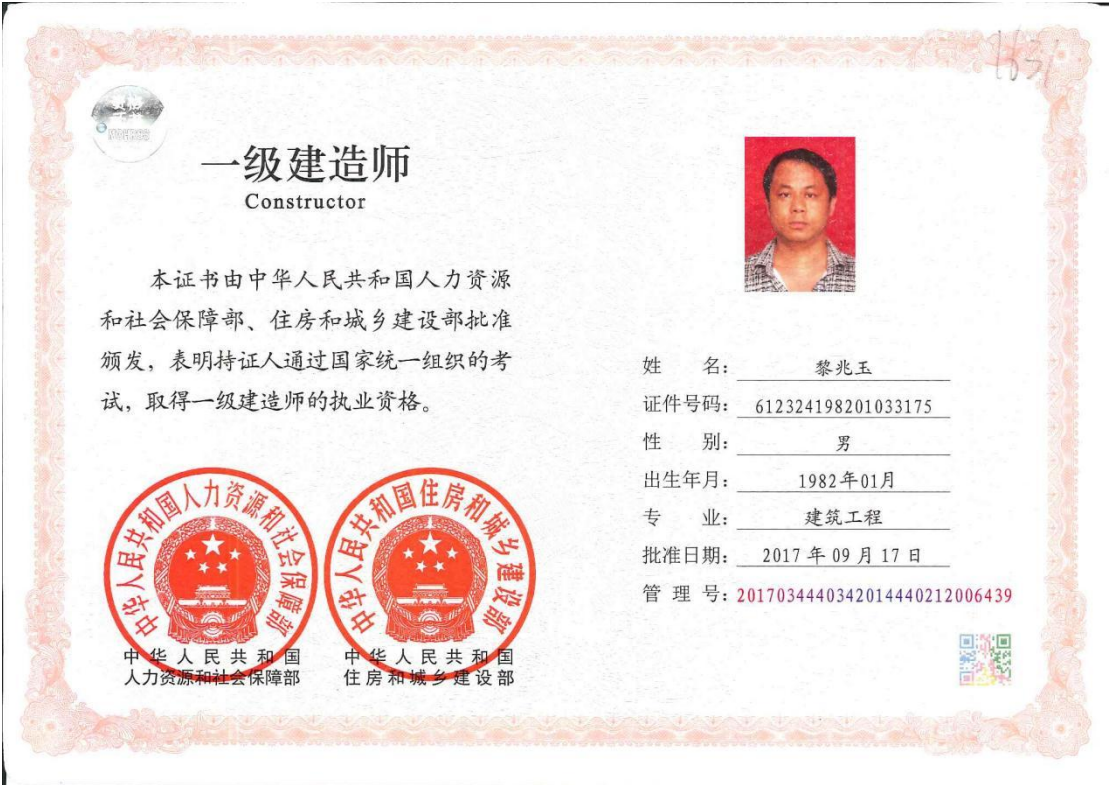 1631
一级建造师
Constructor
本证书由中华人民共和国人力资源
和社会保障部、住房和城乡建设部批准
颁发，表明持证人通过国家统一组织的考
试，取得一级建造师的执业资格。
中华人民共和国人力资源和社会保障部
中华人民共和国住房和城乡建设部
中华人民共和国
人力资源和社会保障部
中华人民共和国
住房和城乡建设部
姓 名：黎兆玉
证件号码：612324198201033175
性 别：男
出生年月：1982年01月
专 业：建筑工程
批准日期：2017年09月17日
管 理 号：2017034440342014440212006439